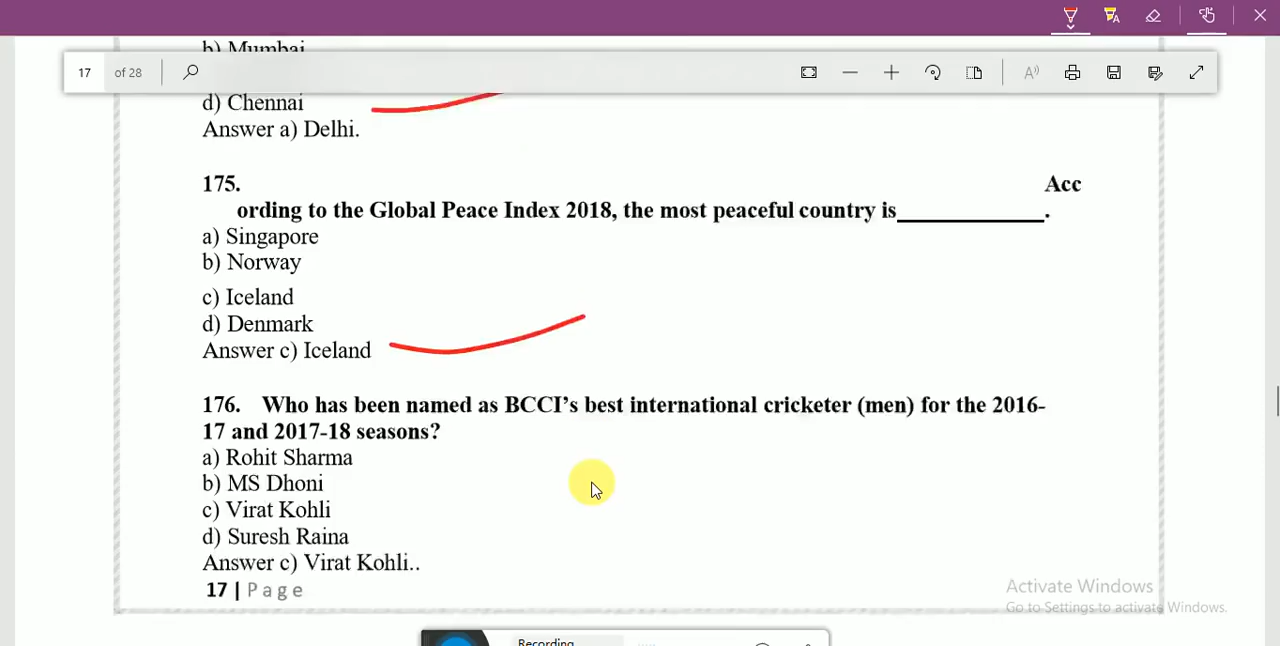 b) Mumbai
17 of 28
d) Chennai
Answer a) Delhi.
175. Acc
ording to the Global Peace Index 2018, the most peaceful country is___________.
a) Singapore
b) Norway
c) Iceland
d) Denmark
Answer c) Iceland
176. Who has been named as BCCI’s best international cricketer (men) for the 2016-
17 and 2017-18 seasons?
a) Rohit Sharma
b) MS Dhoni
c) Virat Kohli
d) Suresh Raina
Answer c) Virat Kohli..
17 | Page
Activate Windows
Go to Settings to activate Windows.
Recording